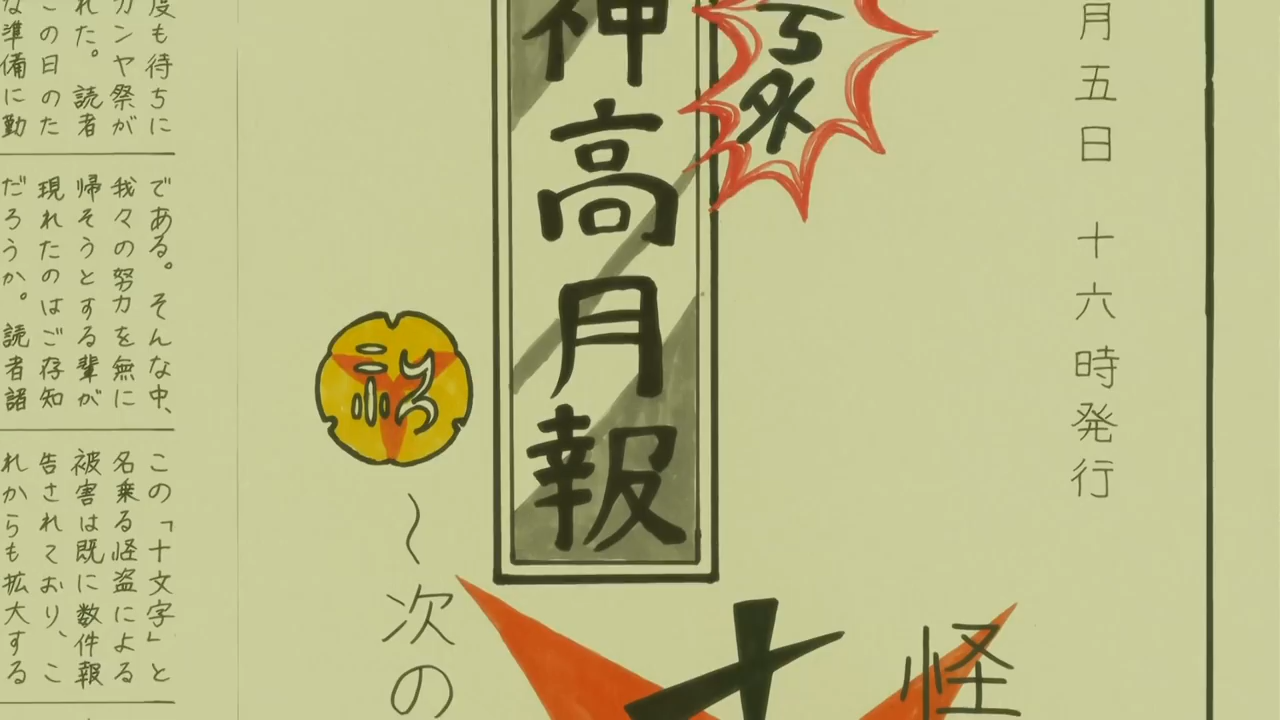 月五日 十六時発行
号外
神高月報
怪
十
祝
〜次の
度も待ちに
カンヤ祭が
れた。読者
この日のた
な準備に勤
である。そんな中、
我々の努力を無に
帰そうとする輩が
現れたのはご存知
だろうか。読者諸
この「十文字」と
名乗る怪盗による
被害は既に数件報
告されており、こ
れからも拡大する